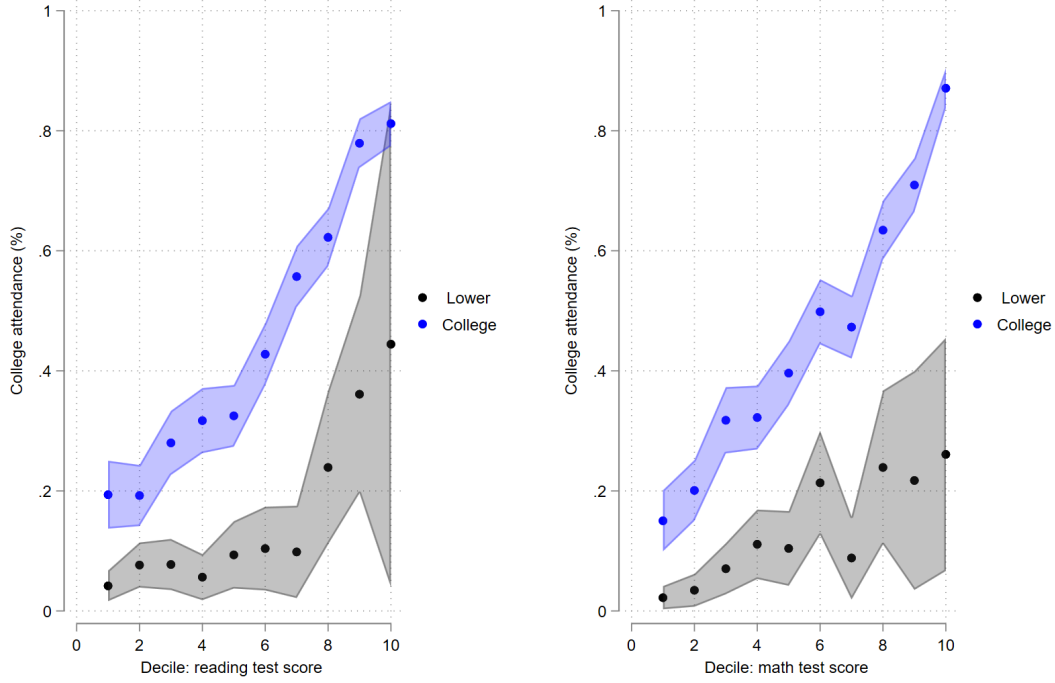 College attendance (%)
1
.8
.6
.4
.2
0
0 2 4 6 8 10
Decile: reading test score
Lower
College
College attendance (%)
1
.8
.6
.4
.2
0
0 2 4 6 8 10
Decile: math test score
Lower
College